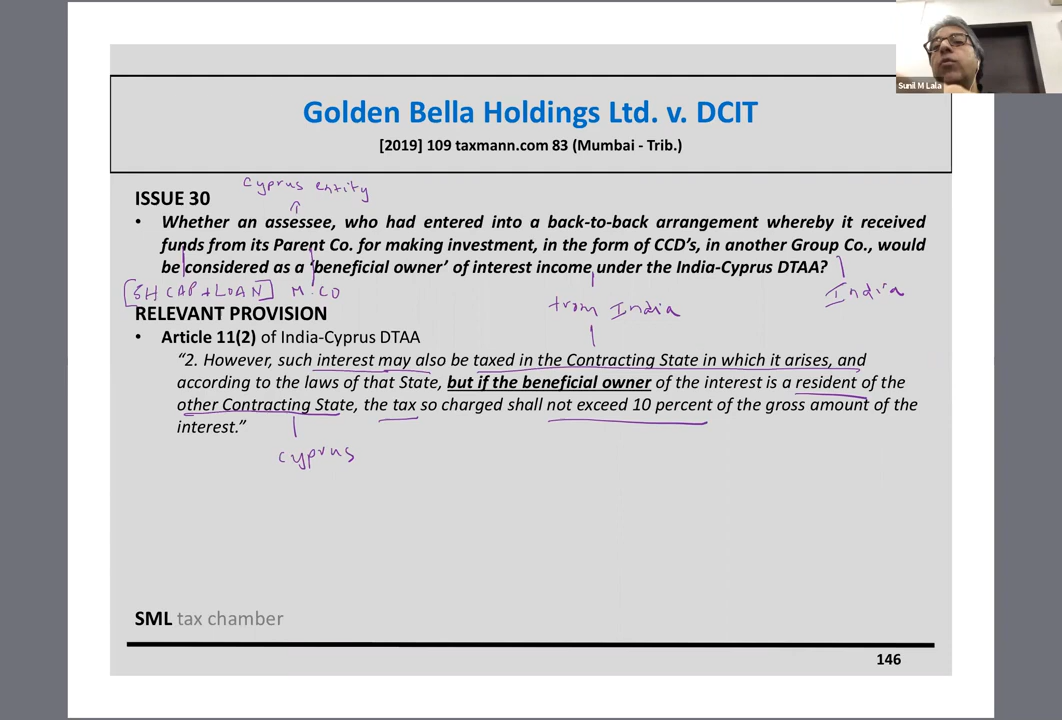 Sunil M Lala
Golden Bella Holdings Ltd. v. DCIT
[2019] 109 taxmann.com 83 (Mumbai - Trib.)
Cyprus entity
ISSUE 30
• Whether an assessee, who had entered into a back-to-back arrangement whereby it received
funds from its Parent Co. for making investment, in the form of CCD's, in another Group Co., would
be considered as a 'beneficial owner' of interest income under the India-Cyprus DTAA?
[SH CAP + LOAN] M.CO
from India
India
RELEVANT PROVISION
• Article 11(2) of India-Cyprus DTAA
“2. However, such interest may also be taxed in the Contracting State in which it arises, and
according to the laws of that State, but if the beneficial owner of the interest is a resident of the
other Contracting State, the tax so charged shall not exceed 10 percent of the gross amount of the
interest.”
Cyprus
SML tax chamber
146